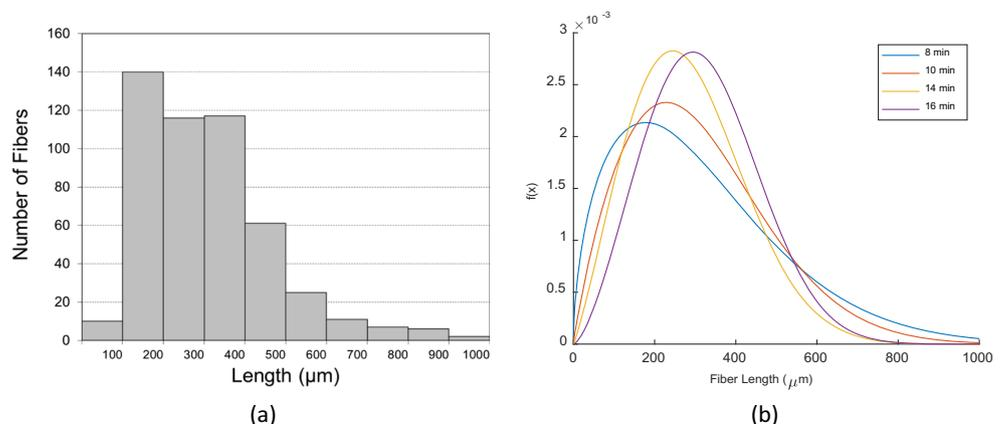 160
140
120
100
80
60
40
20
0
100 200 300 400 500 600 700 800 900 1000
Number of Fibers
Length (μm)
(a)
3 × 10 -3
2.5
2
1.5
1
0.5
0
0 200 400 600 800 1000
f(x)
Fiber Length (μm)
8 min
10 min
14 min
16 min
(b)